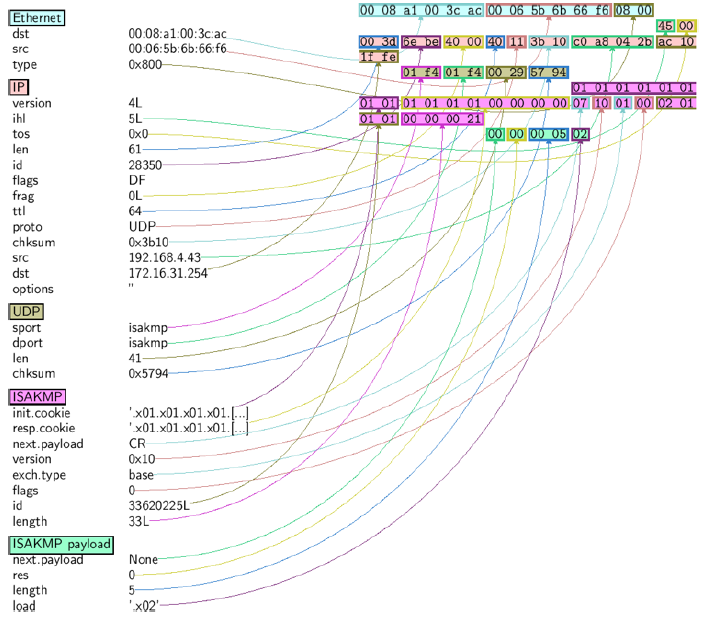 Ethernet
dst 00:08:a1:00:3c:ac
src 00:06:5b:6b:66:f6
type 0x800
IP
version 4L
ihl 5L
tos 0x0
len 61
id 28350
flags DF
frag 0L
ttl 64
proto UDP
chksum 0x3b10
src 192.168.4.43
dst 172.16.31.254
options ''
UDP
sport isakmp
dport isakmp
len 41
chksum 0x5794
ISAKMP
init.cookie '.x01.x01.x01.x01.[...]
resp.cookie '.x01.x01.x01.x01.[...]
next.payload CR
version 0x10
exch.type base
flags 0
id 33620225L
length 33L
ISAKMP payload
next.payload None
res 0
length 5
load '.x02'
00 08 a1 00 3c ac 00 06 5b 6b 66 f6 08 00
45 00
00 3d 6e be 40 00 40 11 3b 10 c0 a8 04 2b ac 10
1f fe
01 f4 01 f4 00 29 57 94
01 01 01 01 01 01
01 01 01 01 01 00 00 00 00 07 10 01 00 02 01
01 01 00 00 00 21
00 00 00 05 02